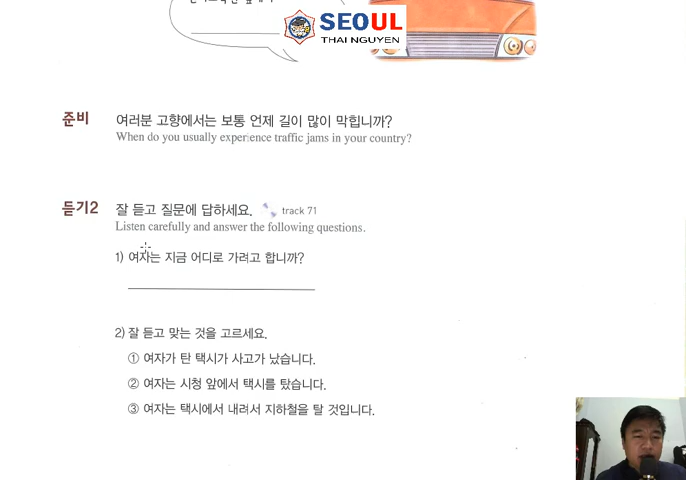 SEOUL
THAI NGUYEN
준비
여러분 고향에서는 보통 언제 길이 많이 막힙니까?
When do you usually experience traffic jams in your country?
듣기2
잘 듣고 질문에 답하세요.
track 71
Listen carefully and answer the following questions.
1) 여자는 지금 어디로 가려고 합니까?
2) 잘 듣고 맞는 것을 고르세요.
① 여자가 탄 택시가 사고가 났습니다.
② 여자는 시청 앞에서 택시를 탔습니다.
③ 여자는 택시에서 내려서 지하철을 탈 것입니다.